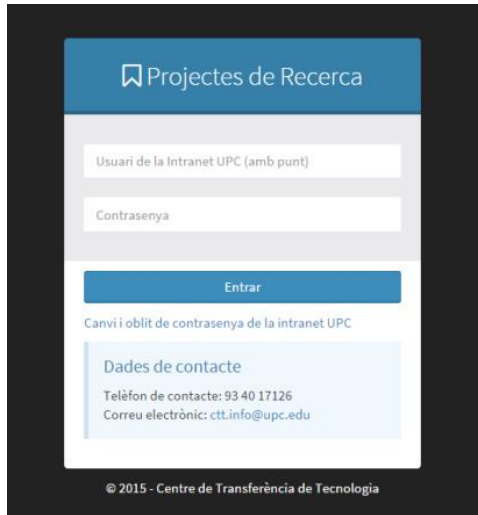 Projectes de Recerca
Usuari de la Intranet UPC (amb punt)
Contrasenya
Entrar
Canvi i oblit de contrasenya de la intranet UPC
Dades de contacte
Telèfon de contacte: 93 40 17126
Correu electrònic: ctt.info@upc.edu
© 2015 - Centre de Transferència de Tecnologia